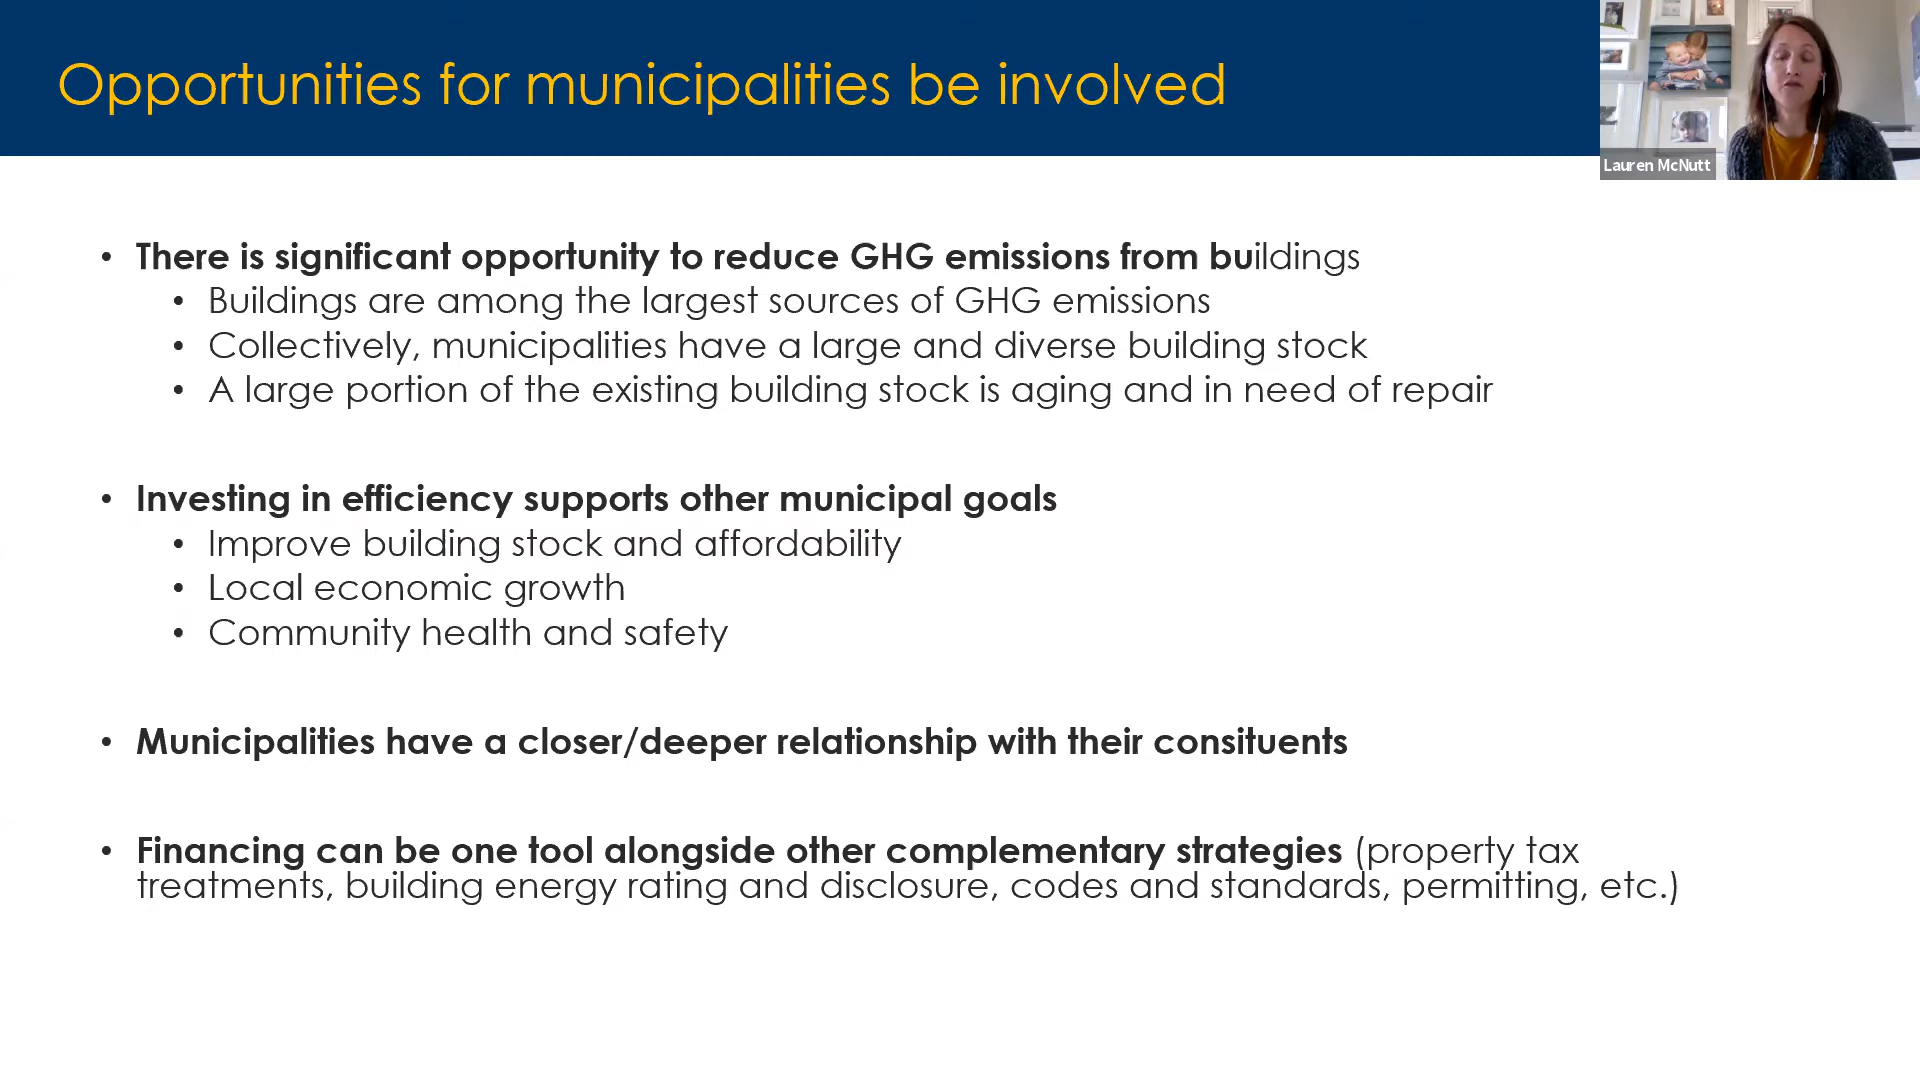 Opportunities for municipalities be involved
Lauren McNutt
• There is significant opportunity to reduce GHG emissions from buildings
• Buildings are among the largest sources of GHG emissions
• Collectively, municipalities have a large and diverse building stock
• A large portion of the existing building stock is aging and in need of repair
• Investing in efficiency supports other municipal goals
• Improve building stock and affordability
• Local economic growth
• Community health and safety
• Municipalities have a closer/deeper relationship with their consituents
• Financing can be one tool alongside other complementary strategies (property tax
treatments, building energy rating and disclosure, codes and standards, permitting, etc.)